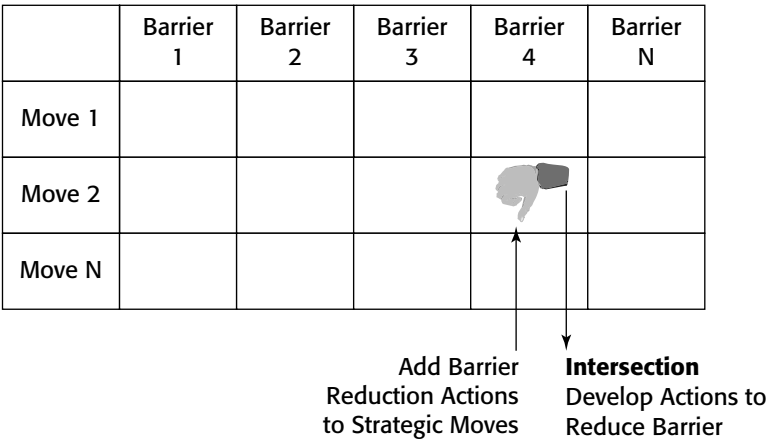 Barrier Barrier Barrier Barrier Barrier
1 2 3 4 N
Move 1
Move 2
Move N
Add Barrier
Reduction Actions
to Strategic Moves
Intersection
Develop Actions to
Reduce Barrier